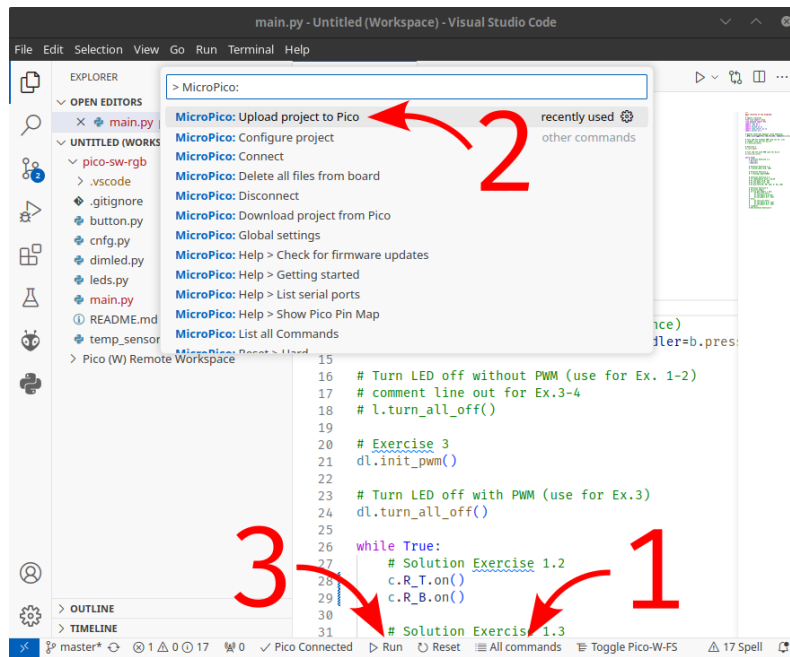 main.py - Untitled (Workspace) - Visual Studio Code
File Edit Selection View Go Run Terminal Help
EXPLORER
OPEN EDITORS
main.py
UNTITLED (WORKS
pico-sw-rgb
.vscode
.gitignore
button.py
cnfg.py
dimled.py
leds.py
main.py
README.md
temp_sensor
Pico (W) Remote Workspace
OUTLINE
TIMELINE
2
> MicroPico:
MicroPico: Upload project to Pico recently used
MicroPico: Configure project other commands
MicroPico: Connect
MicroPico: Delete all files from board
MicroPico: Disconnect
MicroPico: Download project from Pico
MicroPico: Global settings
MicroPico: Help > Check for firmware updates
MicroPico: Help > Getting started
MicroPico: Help > List serial ports
MicroPico: Help > Show Pico Pin Map
MicroPico: List all Commands
MicroPico: Reset > Hard
2
nce)
dler=b.pres
15
16 # Turn LED off without PWM (use for Ex. 1-2)
17 # comment line out for Ex.3-4
18 # l.turn_all_off()
19
20 # Exercise 3
21 dl.init_pwm()
22
23 # Turn LED off with PWM (use for Ex.3)
24 dl.turn_all_off()
25
26 while True:
27 # Solution Exercise 1.2
28 c.R_T.on()
29 c.R_B.on()
30
31 # Solution Exercise 1.3
3
1
master* 1 0 17 0 Pico Connected Run Reset All commands Toggle Pico-W-FS 17 Spell